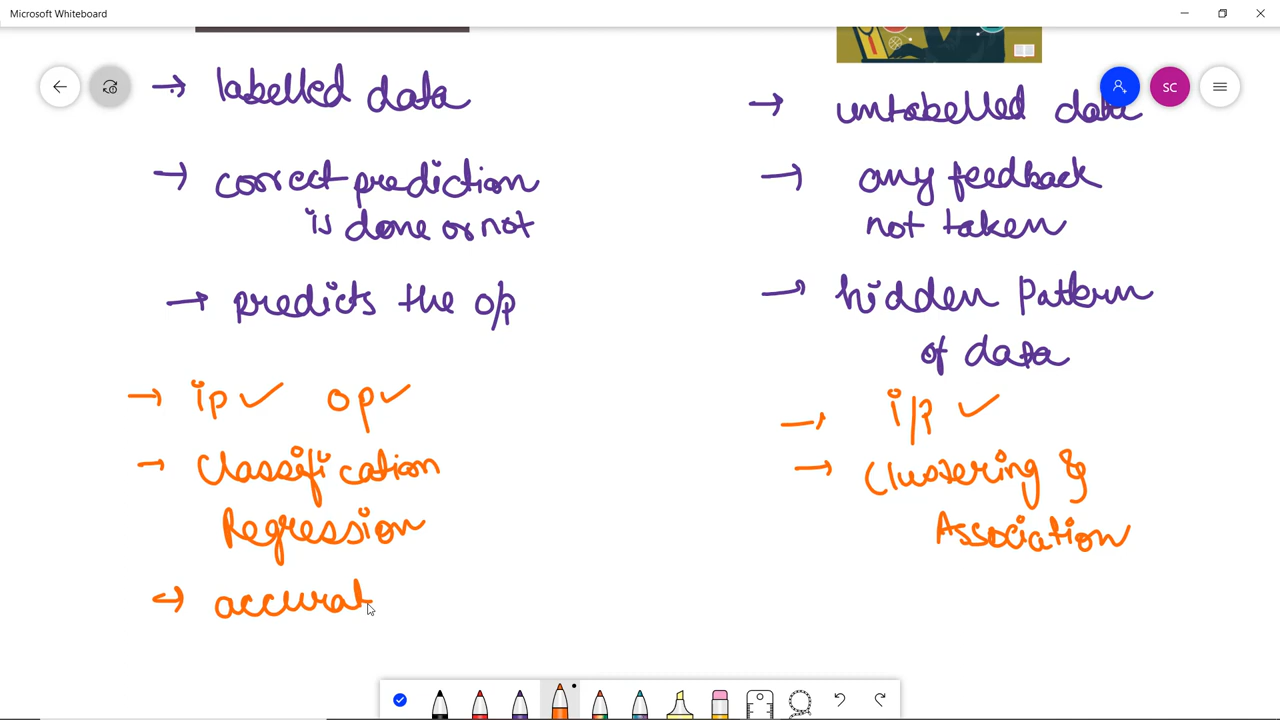 Microsoft Whiteboard
SC
→ labelled data
→ correct prediction
is done or not
→ predicts the o/p
→ ip ✓ op ✓
→ Classification
Regression
→ accurat
→ unlabelled data
→ any feedback
not taken
→ hidden pattern
of data
→ i/p ✓
→ Clustering &
Association